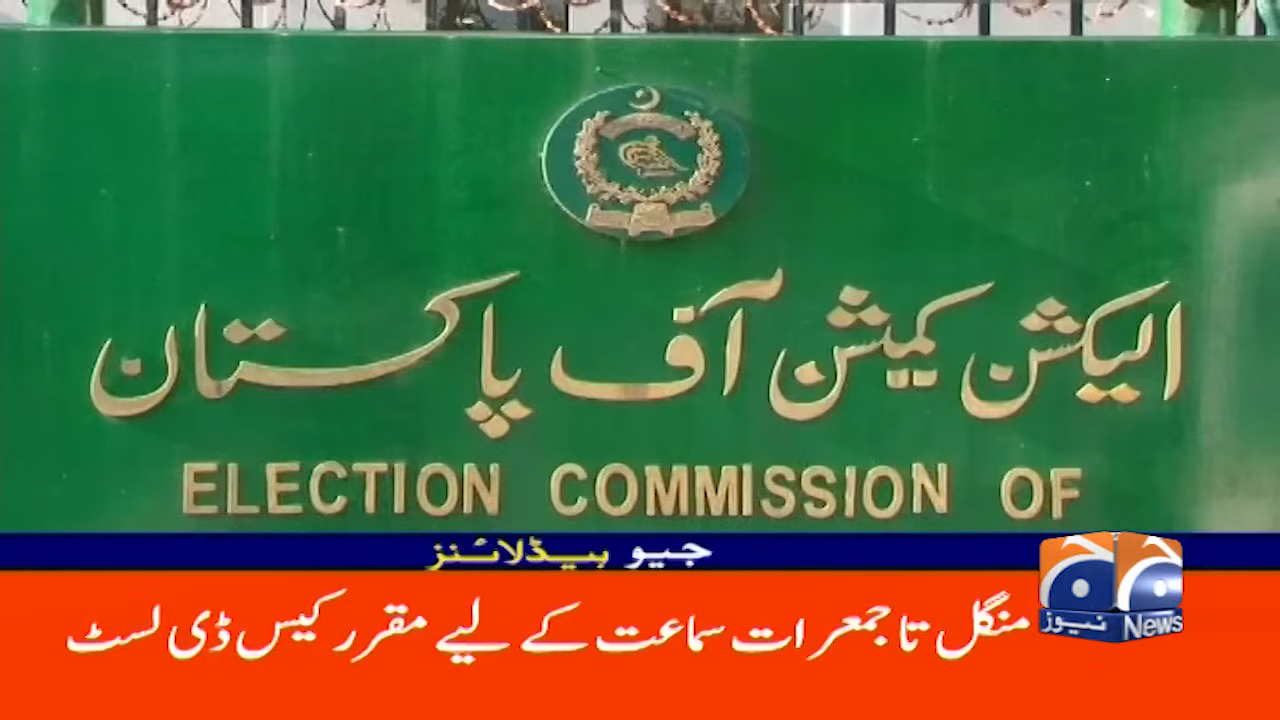 الیکشن کمیشن آف پاکستان
ELECTION COMMISSION OF
جیو ہیڈلائنز
منگل تا جمعرات سماعت کے لیے مقرر کیس ڈی لسٹ
جیو نیوز News